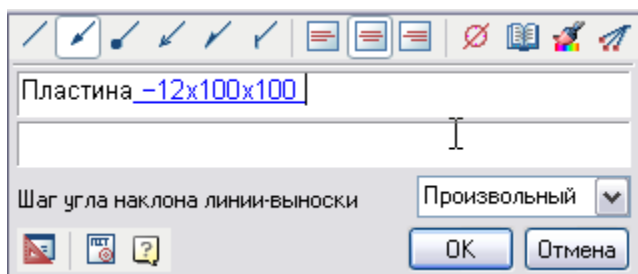 Пластина −12x100x100
Шаг угла наклона линии-выноски
Произвольный
OK
Отмена